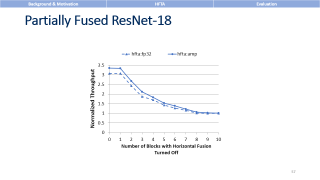 Background & Motivation HFTA Evaluation
Partially Fused ResNet-18
hfta:fp32 hfta:amp
Normalized Throughput
3.5
3
2.5
2
1.5
1
0.5
0
0 1 2 3 4 5 6 7 8 9 10
Number of Blocks with Horizontal Fusion
Turned Off